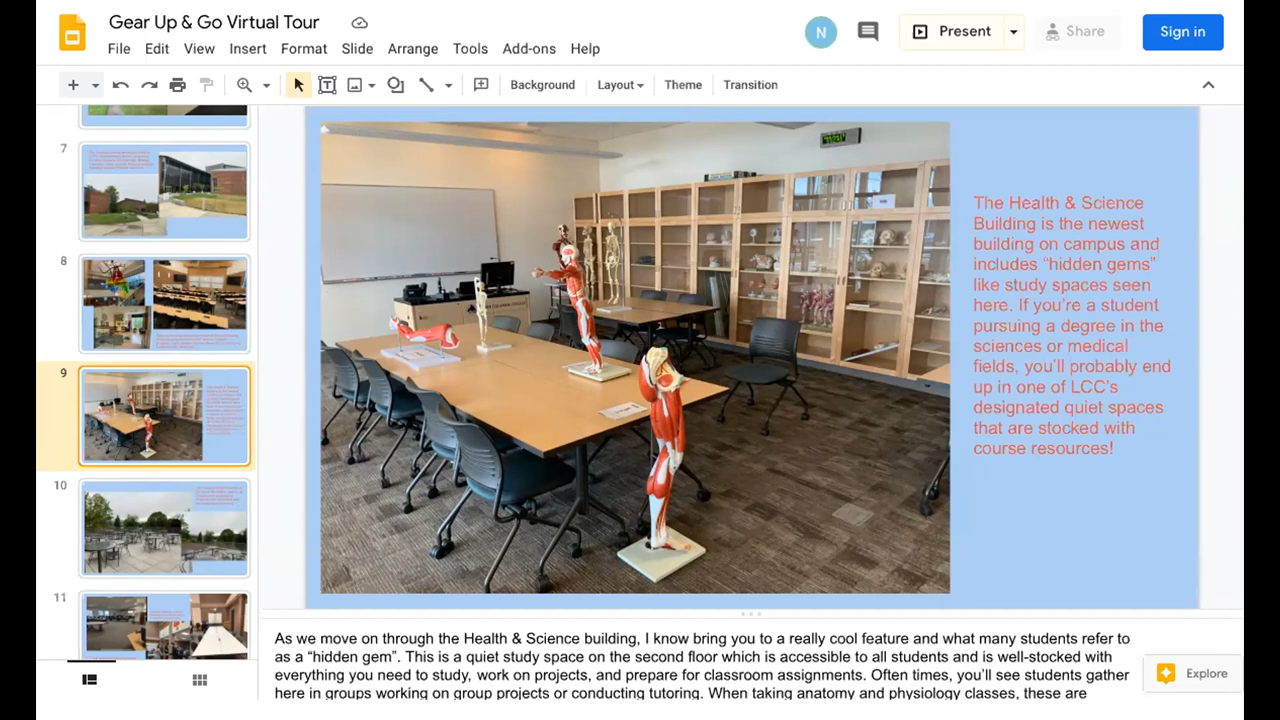 Gear Up & Go Virtual Tour
File Edit View Insert Format Slide Arrange Tools Add-ons Help
N
Present
Share
Sign in
Background
Layout
Theme
Transition
7
8
9
10
11
The Health & Science
Building is the newest
building on campus and
includes “hidden gems”
like study spaces seen
here. If you’re a student
pursuing a degree in the
sciences or medical
fields, you’ll probably end
up in one of LCC’s
designated quiet spaces
that are stocked with
course resources!
As we move on through the Health & Science building, I know bring you to a really cool feature and what many students refer to
as a “hidden gem”. This is a quiet study space on the second floor which is accessible to all students and is well-stocked with
everything you need to study, work on projects, and prepare for classroom assignments. Often times, you’ll see students gather
here in groups working on group projects or conducting tutoring. When taking anatomy and physiology classes, these are
Explore